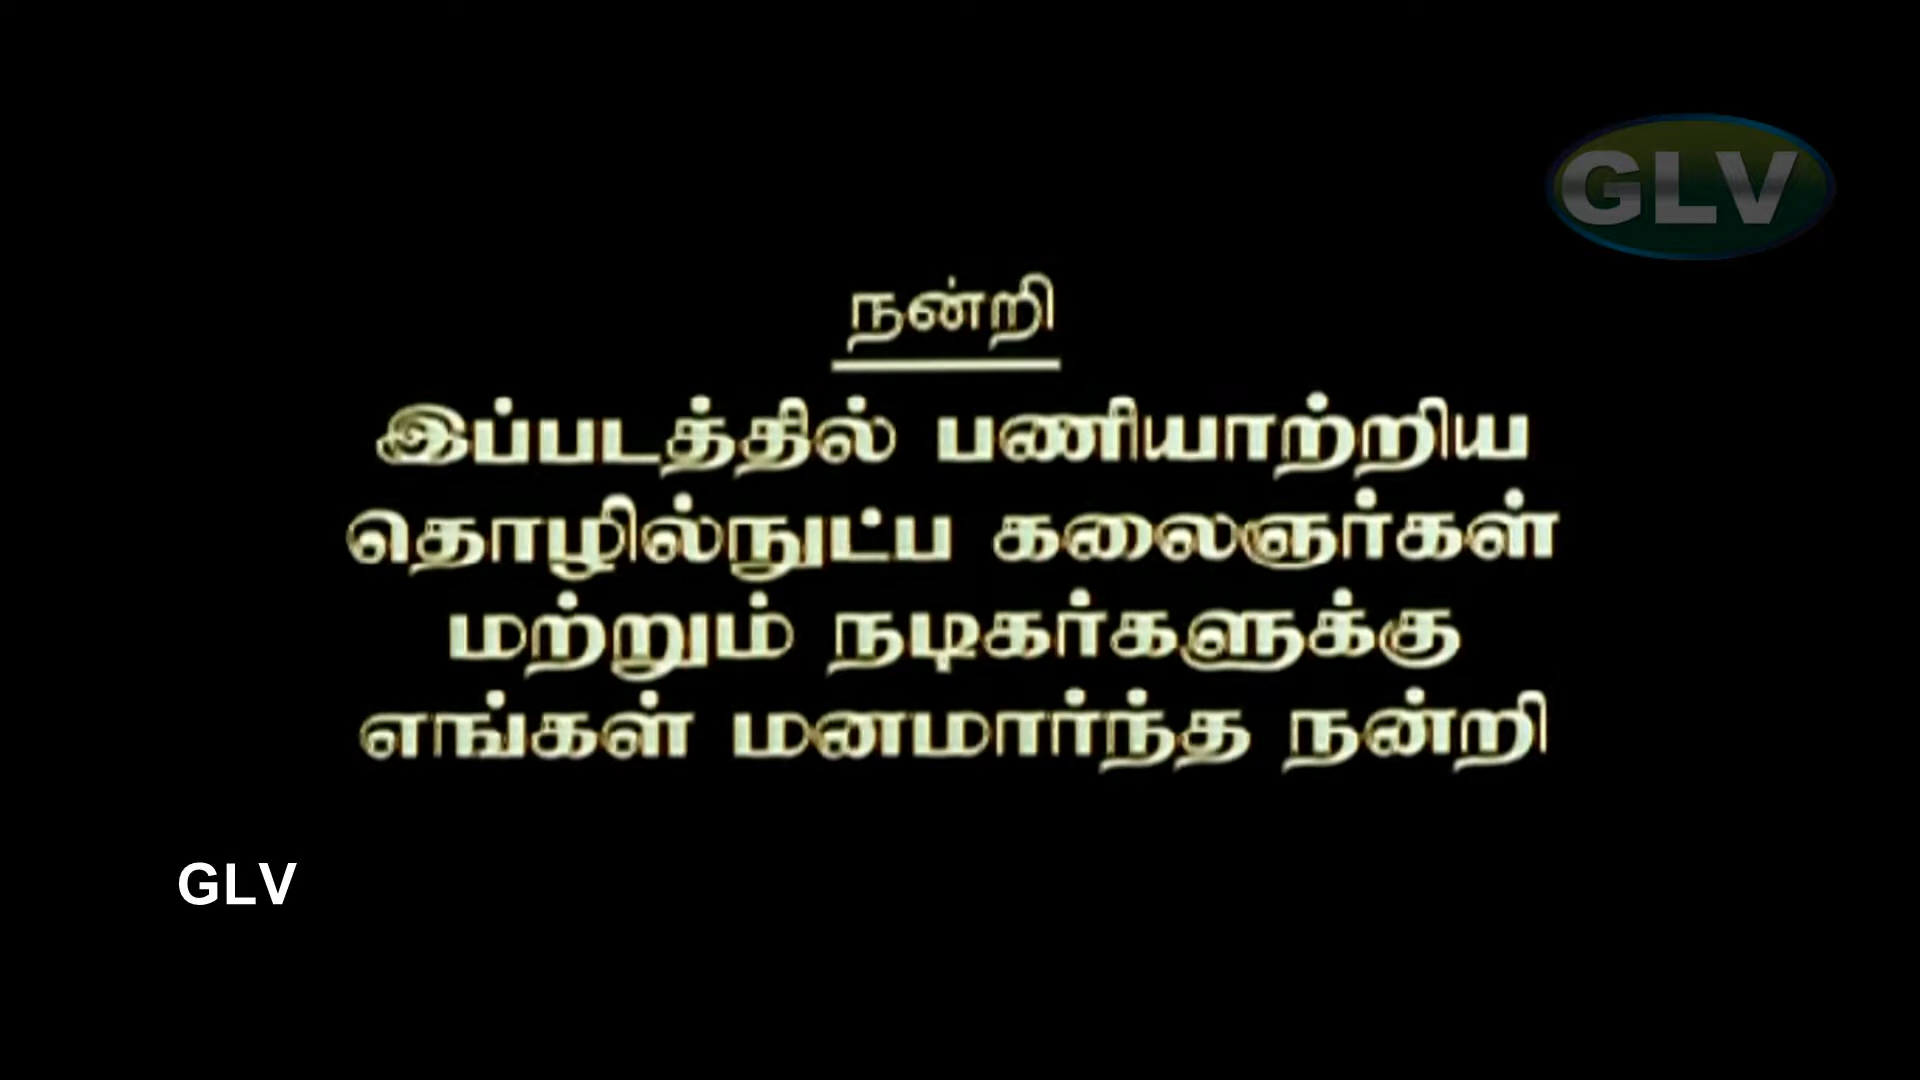 GLV
நன்றி
இப்படத்தில் பணியாற்றிய
தொழில்நுட்ப கலைஞர்கள்
மற்றும் நடிகர்களுக்கு
எங்கள் மனமார்ந்த நன்றி
GLV